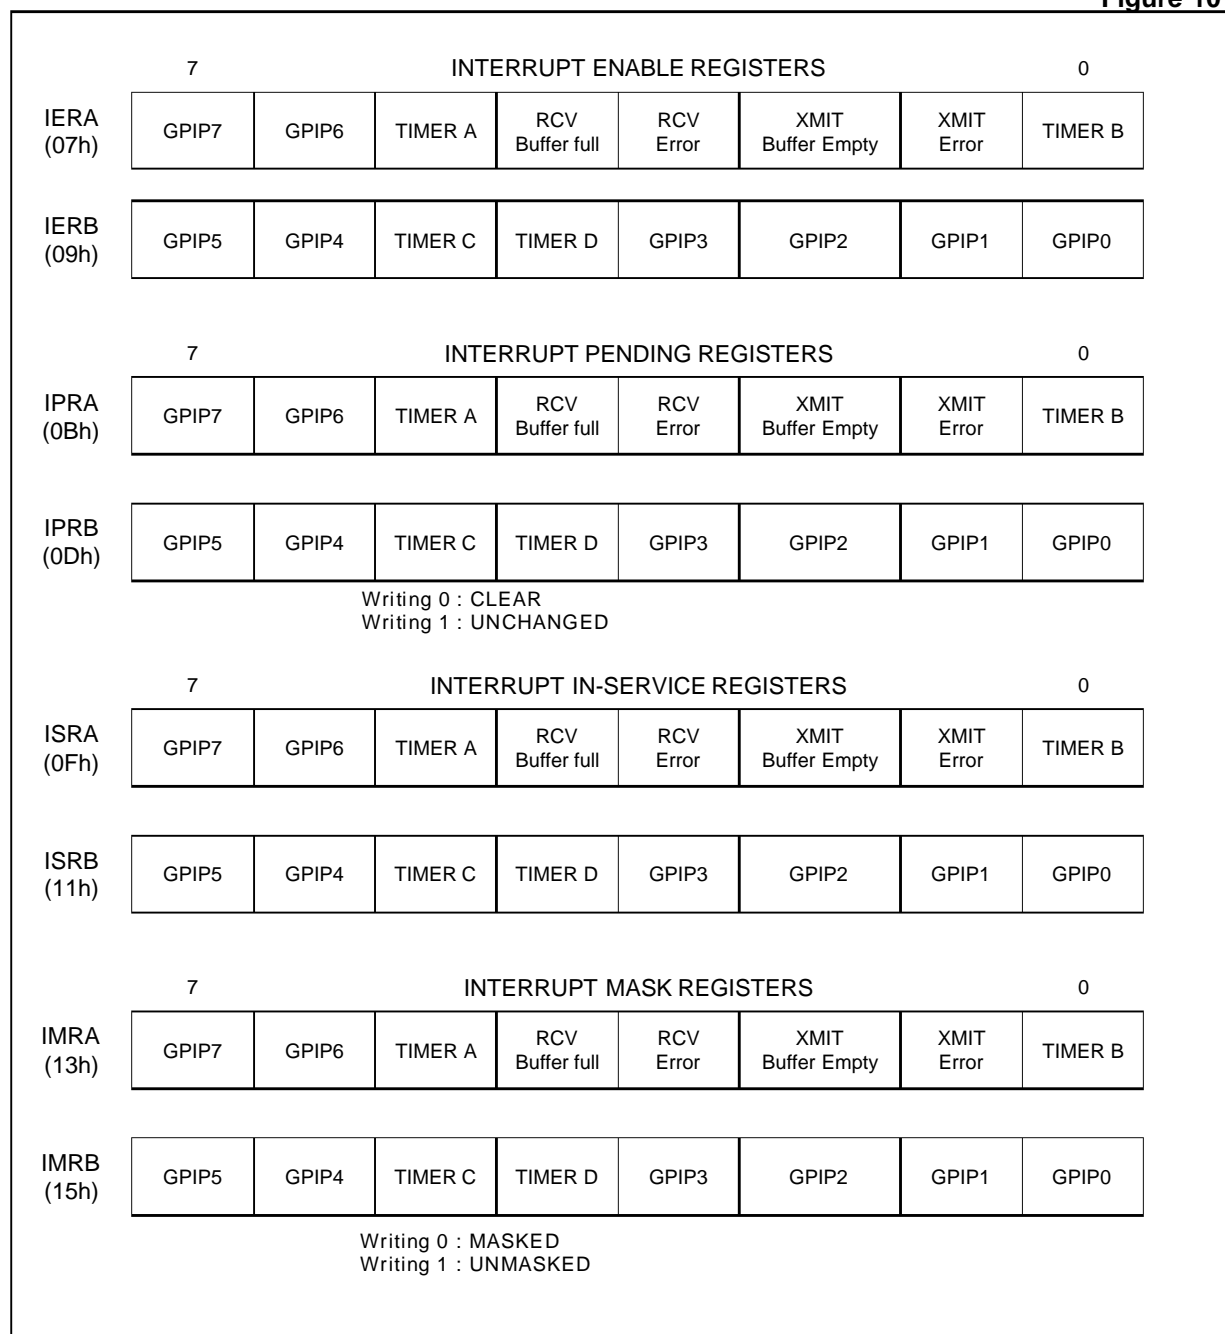 Figure 10
7 INTERRUPT ENABLE REGISTERS 0
IERA
(07h)
GPIP7 GPIP6 TIMER A RCV Buffer full RCV Error XMIT Buffer Empty XMIT Error TIMER B
IERB
(09h)
GPIP5 GPIP4 TIMER C TIMER D GPIP3 GPIP2 GPIP1 GPIP0
7 INTERRUPT PENDING REGISTERS 0
IPRA
(0Bh)
GPIP7 GPIP6 TIMER A RCV Buffer full RCV Error XMIT Buffer Empty XMIT Error TIMER B
IPRB
(0Dh)
GPIP5 GPIP4 TIMER C TIMER D GPIP3 GPIP2 GPIP1 GPIP0
Writing 0 : CLEAR
Writing 1 : UNCHANGED
7 INTERRUPT IN-SERVICE REGISTERS 0
ISRA
(0Fh)
GPIP7 GPIP6 TIMER A RCV Buffer full RCV Error XMIT Buffer Empty XMIT Error TIMER B
ISRB
(11h)
GPIP5 GPIP4 TIMER C TIMER D GPIP3 GPIP2 GPIP1 GPIP0
7 INTERRUPT MASK REGISTERS 0
IMRA
(13h)
GPIP7 GPIP6 TIMER A RCV Buffer full RCV Error XMIT Buffer Empty XMIT Error TIMER B
IMRB
(15h)
GPIP5 GPIP4 TIMER C TIMER D GPIP3 GPIP2 GPIP1 GPIP0
Writing 0 : MASKED
Writing 1 : UNMASKED